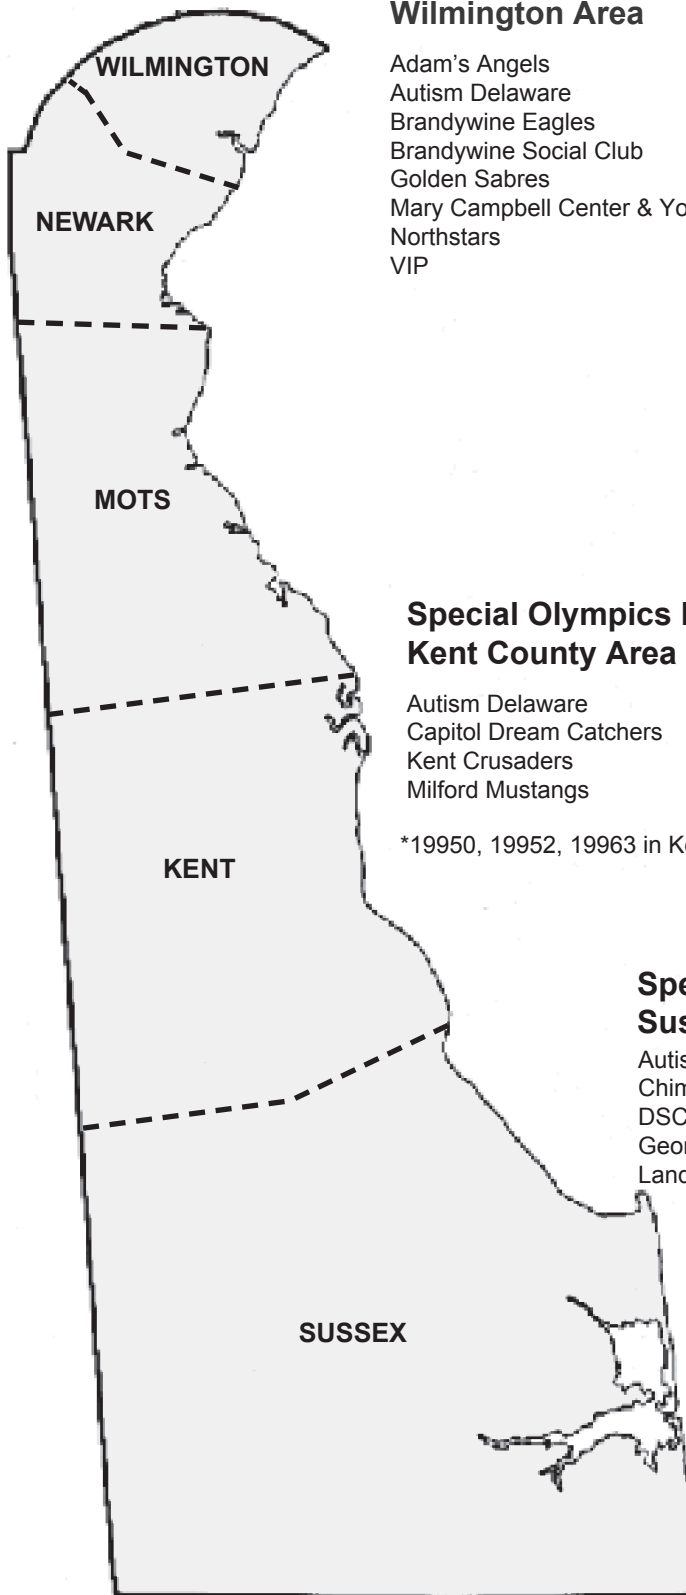 Wilmington Area
Adam's Angels
Autism Delaware
Brandywine Eagles
Brandywine Social Club
Golden Sabres
Mary Campbell Center &
Northstars
VIP
WILMINGTON
NEWARK
MOTS
Special Olympics
Kent County Area
Autism Delaware
Capitol Dream Catchers
Kent Crusaders
Milford Mustangs
*19950, 19952, 19963 in
KENT
DSC
SUSSEX